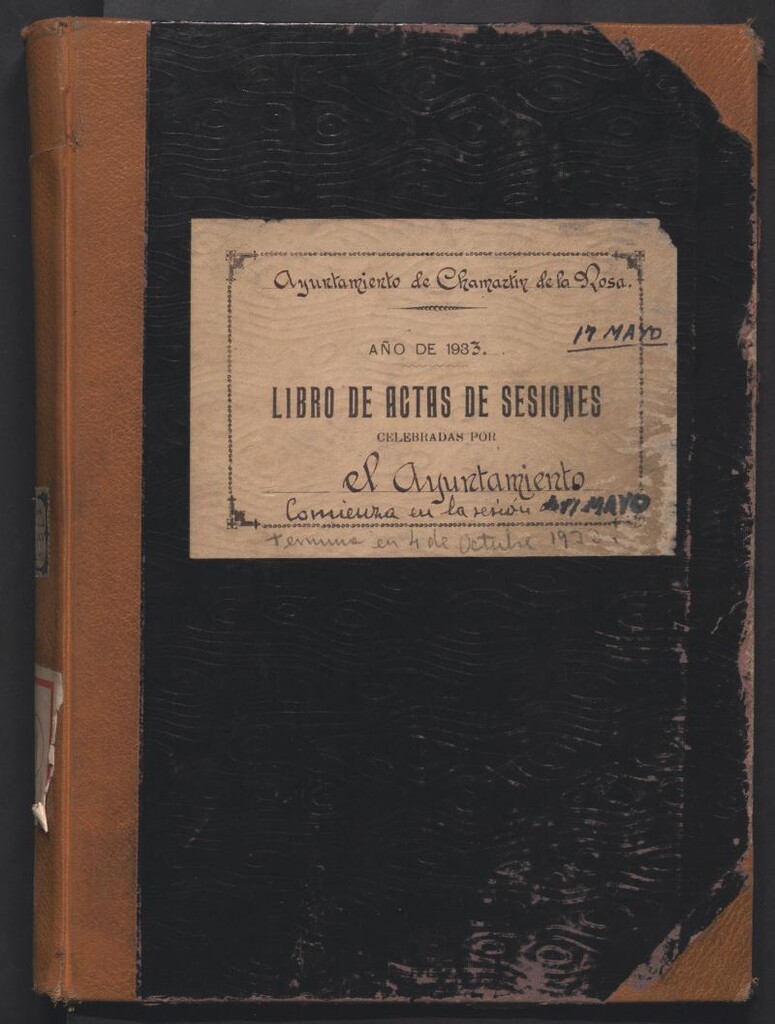 Ayuntamiento de Chamartín de la Rosa.
17 MAYO
AÑO DE 1933.
LIBRO DE ACTAS DE SESIONES
CELEBRADAS POR
el Ayuntamiento
Comienza en la sesión 17 MAYO
termina en 4 de Octubre